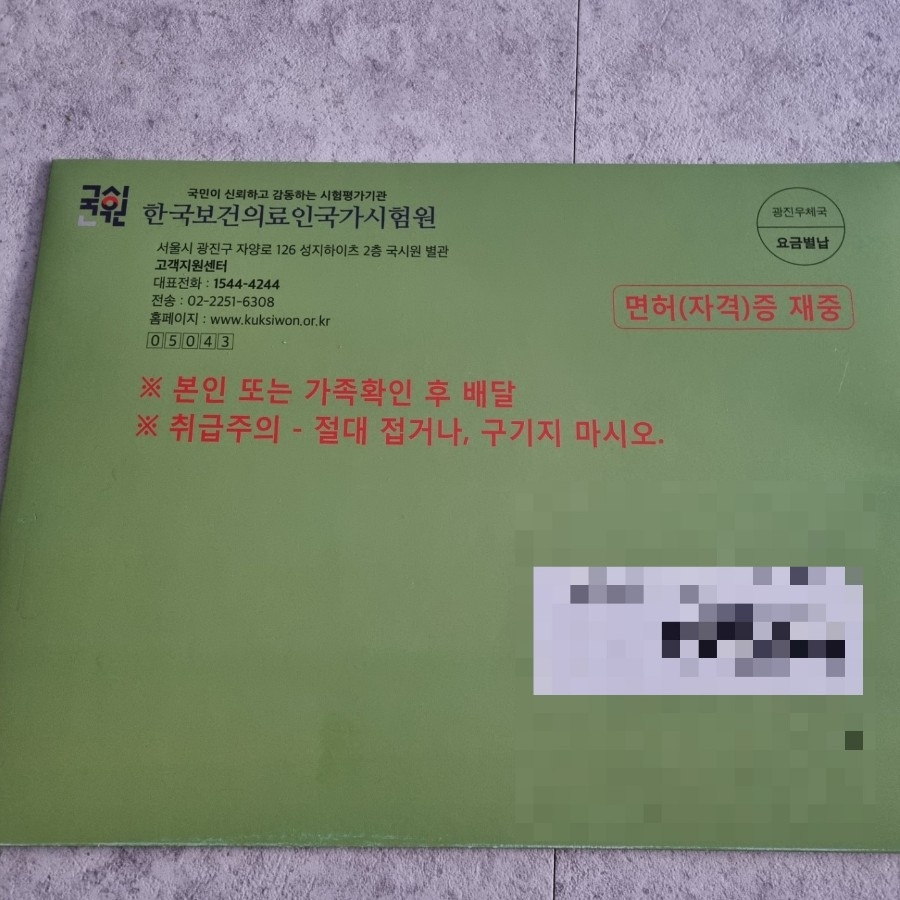 국시원
국민이 신뢰하고 감동하는 시험평가기관
한국보건의료인국가시험원
서울시 광진구 자양로 126 성지하이츠 2층 국시원 별관
고객지원센터
대표전화 : 1544-4244
전송 : 02-2251-6308
홈페이지 : www.kuksiwon.or.kr
05043
광진우체국
요금별납
면허(자격)증 재중
※ 본인 또는 가족확인 후 배달
※ 취급주의 - 절대 접거나, 구기지 마시오.